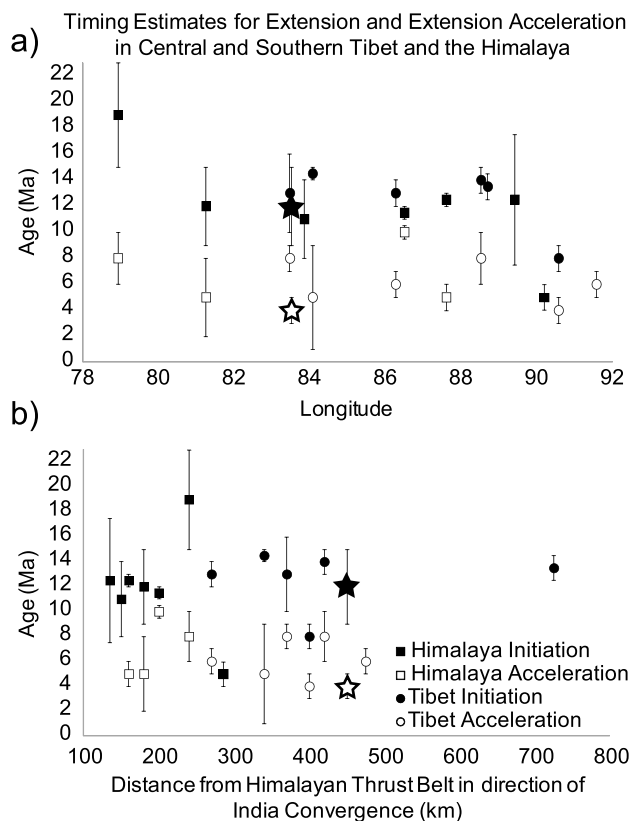 Timing Estimates for Extension and Extension Acceleration
in Central and Southern Tibet and the Himalaya
a)
22
20
18
16
14
12
10
8
6
4
2
0
Age (Ma)
78 80 82 84 86 88 90 92
Longitude
b)
22
20
18
16
14
12
10
8
6
4
2
0
Age (Ma)
Himalaya Initiation
Himalaya Acceleration
Tibet Initiation
Tibet Acceleration
100 200 300 400 500 600 700 800
Distance from Himalayan Thrust Belt in direction of
India Convergence (km)